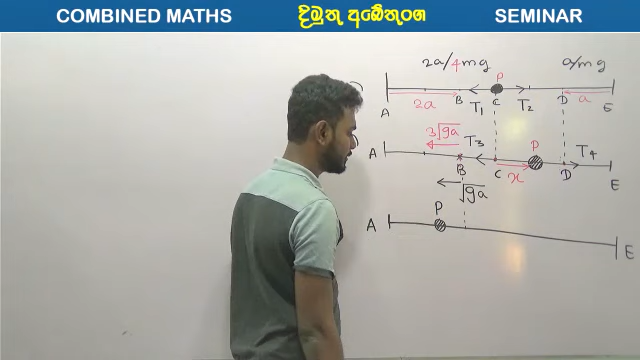 COMBINED MATHS දිමුතු අබේතුංග SEMINAR
2a/4mg a/mg
P
A 2a B T₁ C T₂ D a E
3√ga T₃ P T₄
A B C x D E
√ga
P
A E